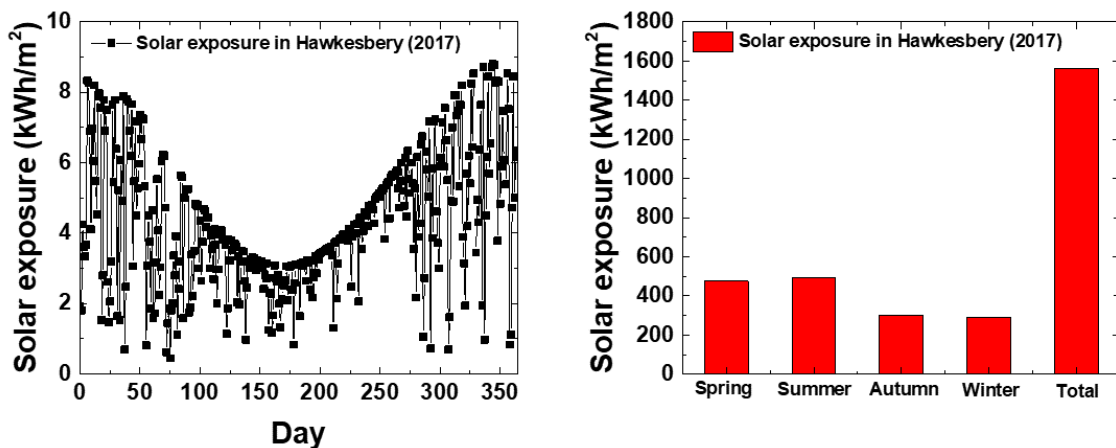 Solar exposure (kWh/m²)
10
8
6
4
2
0
Solar exposure in Hawkesbery (2017)
0 50 100 150 200 250 300 350
Day
Solar exposure (kWh/m²)
1800
1600
1400
1200
1000
800
600
400
200
0
Solar exposure in Hawkesbery (2017)
Spring Summer Autumn Winter Total